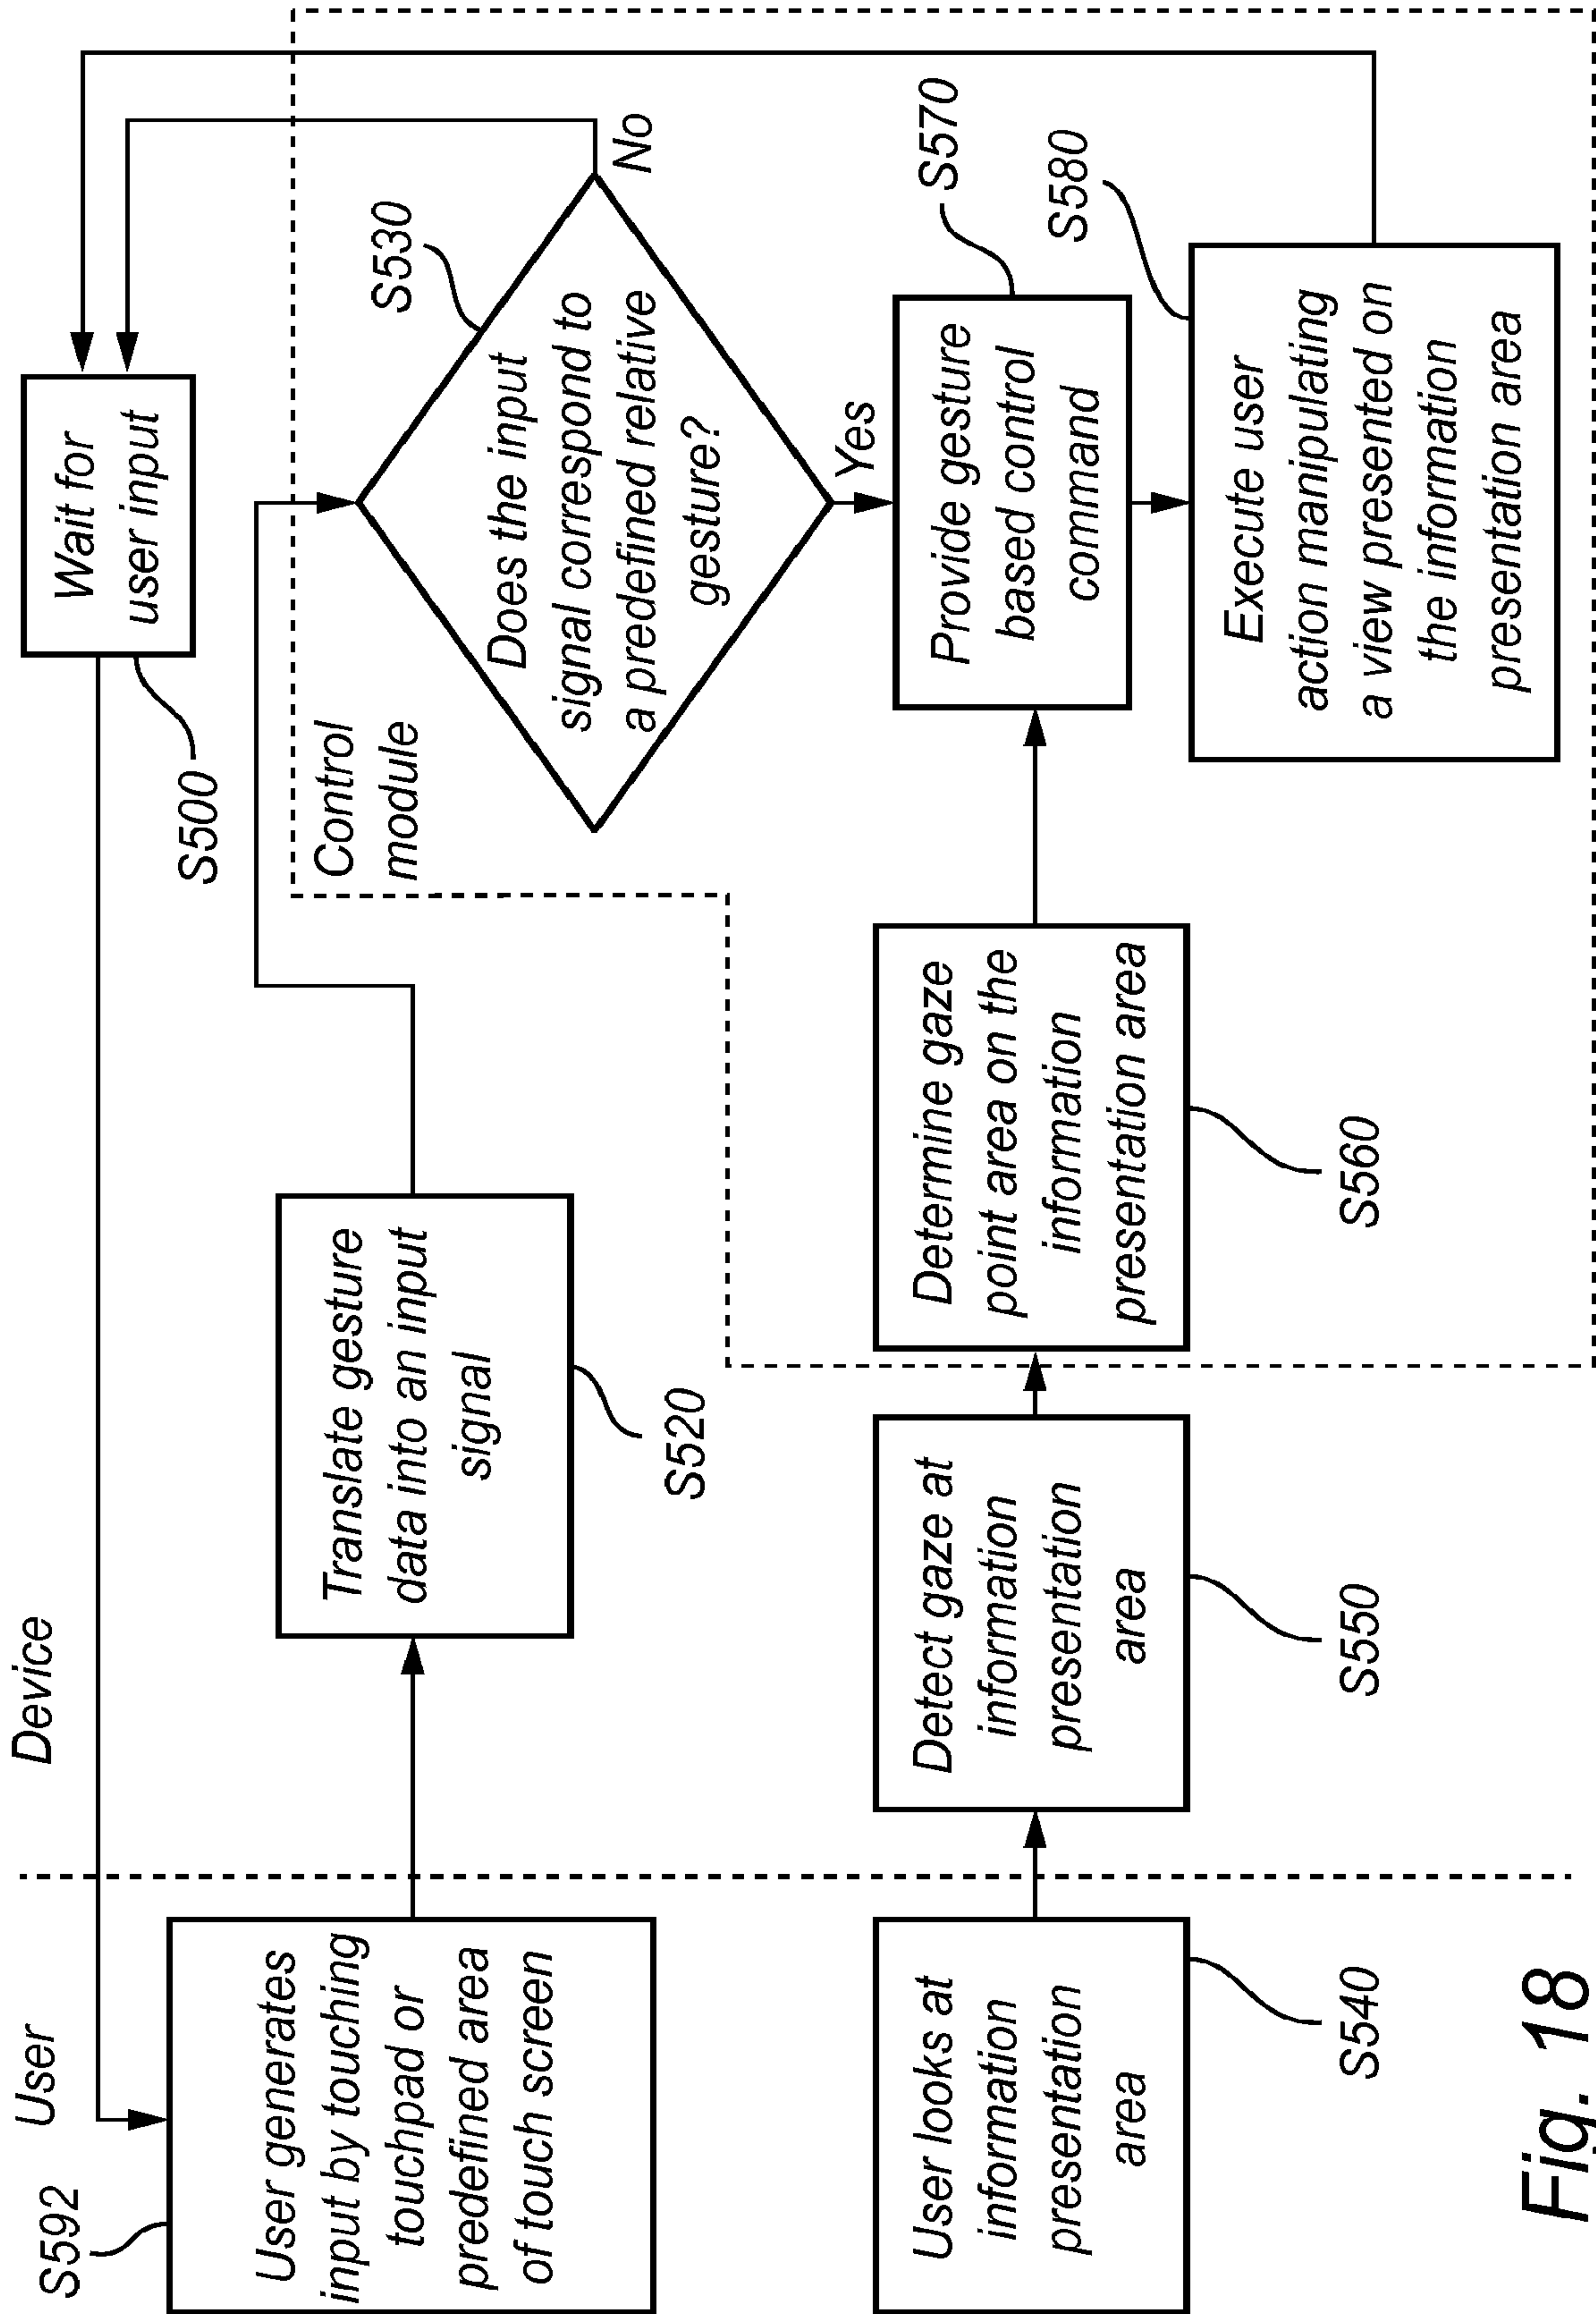 User
Device
S592
User generates
input by touching
touchpad or
predefined area
of touch screen
Wait for
user input
S500
Translate gesture
data into an input
signal
S520
Control
module
Does the input
signal correspond to
a predefined relative
gesture?
S530
No
Yes
User looks at
information
presentation
area
S540
Detect gaze at
information
presentation
area
S550
Determine gaze
point area on the
information
presentation area
S560
Provide gesture
based control
command
S570
Execute user
action manipulating
a view presented on
the information
presentation area
S580
Fig. 18